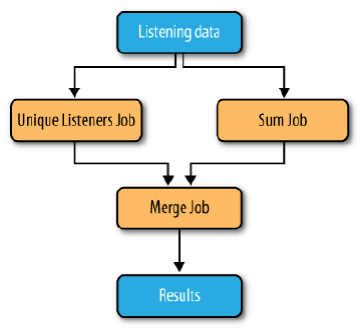 Listening data
Unique Listeners Job
Sum Job
Merge Job
Results